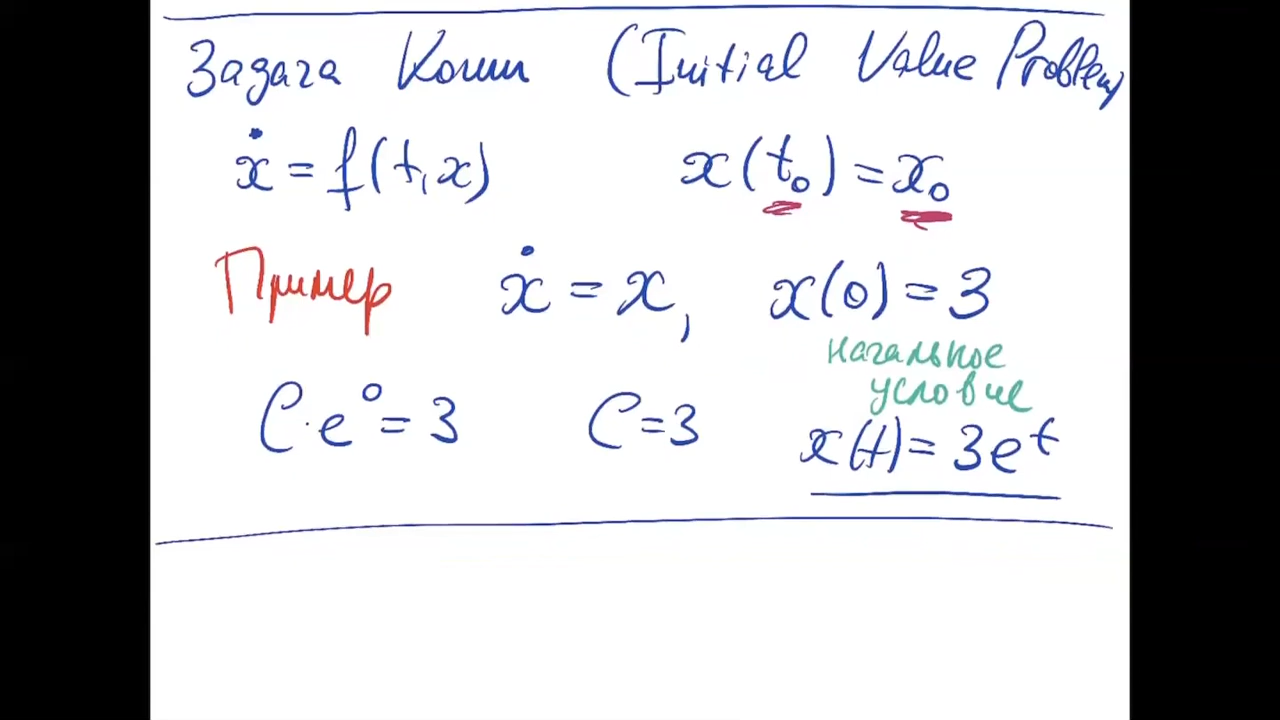 Задача Коши (Initial Value Problem)
ẋ = f(t, x) x(t₀) = x₀
Пример ẋ = x, x(0) = 3
начальное
условие
C · e⁰ = 3 C = 3 x(t) = 3eᵗ